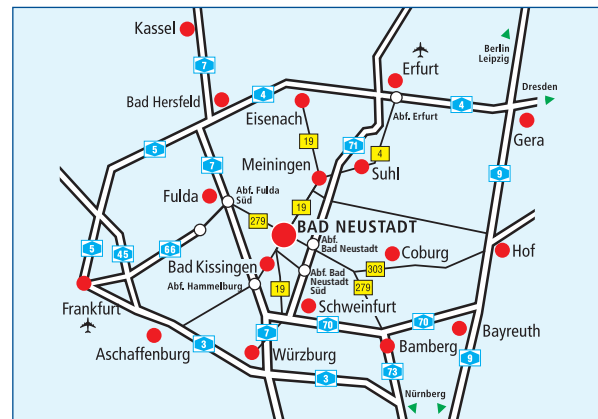 Kassel
7
Erfurt
Berlin
Leipzig
Dresden
Bad Hersfeld
4
Eisenach
Abf. Erfurt
4
Gera
5
19
71
4
7
Meiningen
Suhl
9
Fulda
Abf. Fulda
Süd
19
279
BAD NEUSTADT
5
45
66
Abf.
Bad Neustadt
Coburg
Hof
Bad Kissingen
Abf. Bad
Neustadt
Süd
303
279
Abf. Hammelburg
19
Frankfurt
Schweinfurt
70
70
Bayreuth
Aschaffenburg
3
7
Würzburg
Bamberg
9
3
73
Nürnberg